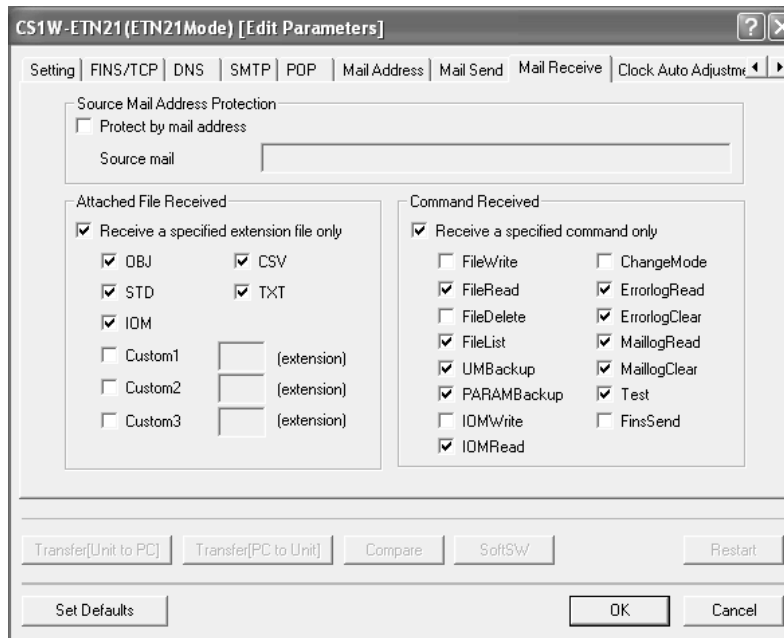 CS1W-ETN21(ETN21Mode) [Edit Parameters]
Setting FINS/TCP DNS SMTP POP Mail Address Mail Send Mail Receive Clock Auto Adjustme
Source Mail Address Protection
Protect by mail address
Source mail
Attached File Received
Receive a specified extension file only
OBJ CSV
STD TXT
IOM
Custom1 (extension)
Custom2 (extension)
Custom3 (extension)
Command Received
Receive a specified command only
FileWrite ChangeMode
FileRead ErrorlogRead
FileDelete ErrorlogClear
FileList MaillogRead
UMBackup MaillogClear
PARAMBackup Test
IOMWrite FinsSend
IOMRead
Transfer[Unit to PC] Transfer[PC to Unit] Compare SoftSW Restart
Set Defaults OK Cancel